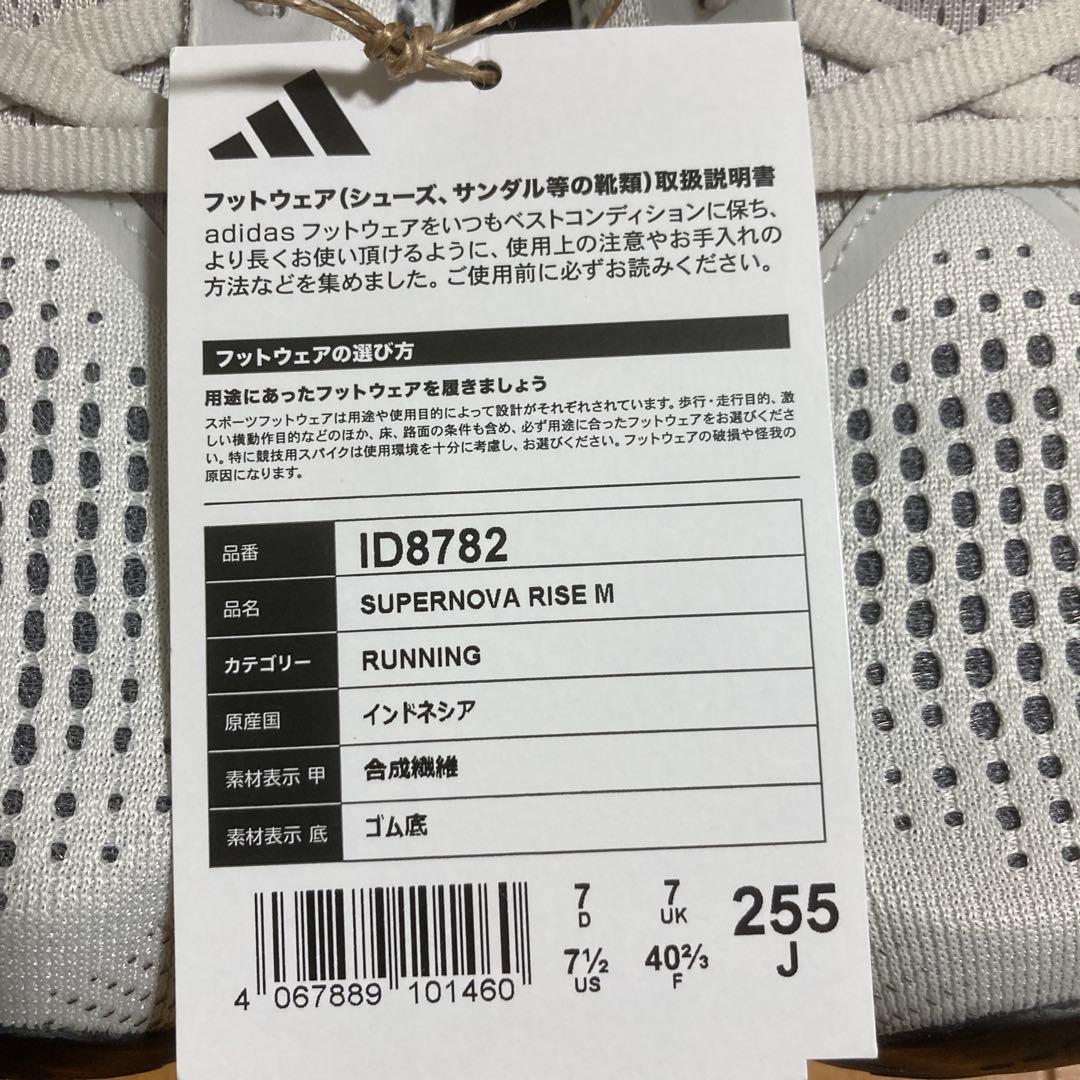 フットウェア(シューズ、サンダル等の靴類)取扱説明書
adidas フットウェアをいつもベストコンディションに保ち、
より長くお使い頂けるように、使用上の注意やお手入れの
方法などを集めました。ご使用前に必ずお読みください。
フットウェアの選び方
用途にあったフットウェアを履きましょう
スポーツフットウェアは用途や使用目的によって設計がそれぞれされています。歩行・走行目的、激
しい横動作目的などのほか、床、路面の条件も含め、必ず用途に合ったフットウェアをお選びくださ
い。特に競技用スパイクは使用環境を十分に考慮し、お選びください。フットウェアの破損や怪我の
原因になります。
品番 ID8782
品名 SUPERNOVA RISE M
カテゴリー RUNNING
原産国 インドネシア
素材表示 甲 合成繊維
素材表示 底 ゴム底
7 7 255
D UK J
7½ 40⅔
US F
4 067889 101460